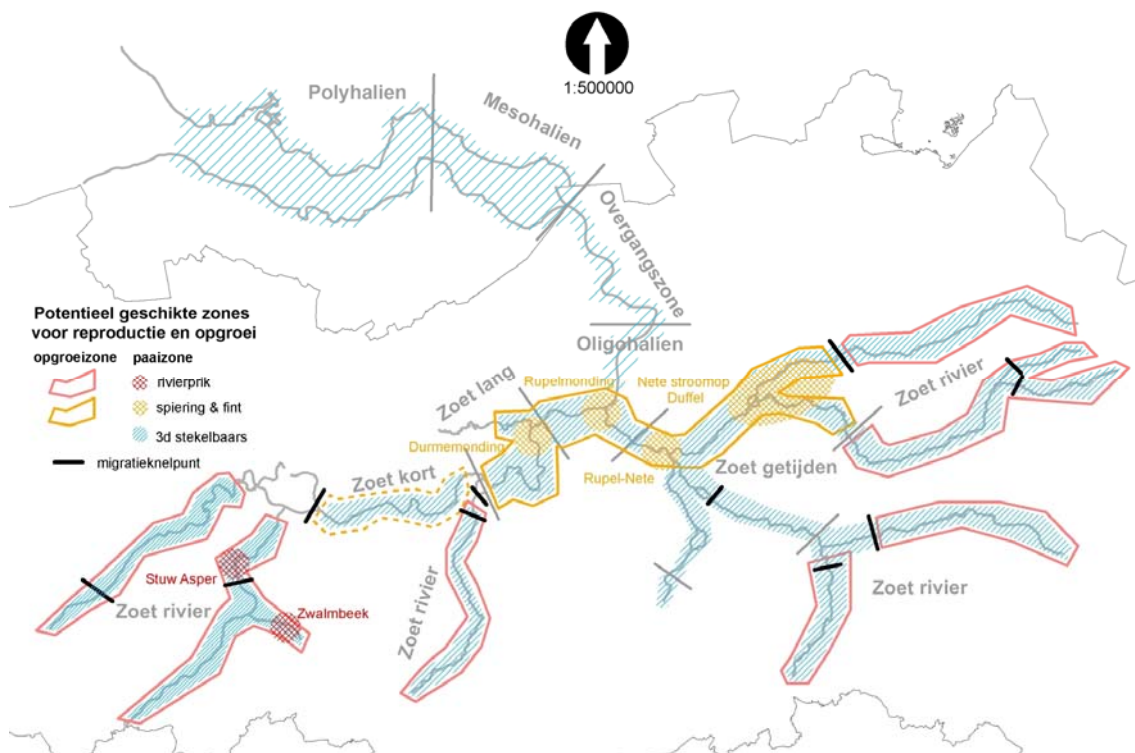 1:500000
Polyhalien
Mesohalien
Overgangszone
Oligohalien
Potentieel geschikte zones
voor reproductie en opgroei
opgroeizone
paaizone
rivierprik
spiering & fint
3d stekelbaars
migratieknelpunt
Zoet lang
Rupelmonding
Nete stroomop
Duffel
Zoet rivier
Durmemonding
Zoet kort
Rupel-Nete
Zoet getijden
Stuw Asper
Zoet rivier
Zwalmbeek
Zoet rivier
Zoet rivier